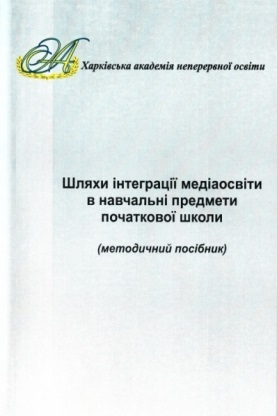 Харківська академія неперервної освіти
Шляхи інтеграції медіаосвіти
в навчальні предмети
початкової школи
(методичний посібник)